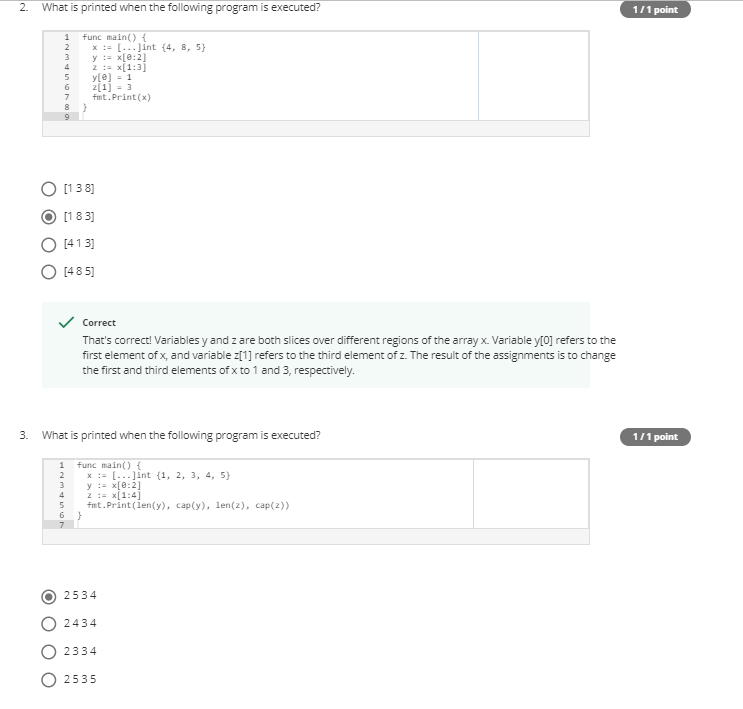 2. What is printed when the following program is executed?
1 / 1 point
1 func main() {
2 x := [...]int {4, 8, 5}
3 y := x[0:2]
4 z := x[1:3]
5 y[0] = 1
6 z[1] = 3
7 fmt.Print(x)
8 }
9
[1 3 8]
[1 8 3]
[4 1 3]
[4 8 5]
Correct
That's correct! Variables y and z are both slices over different regions of the array x. Variable y[0] refers to the
first element of x, and variable z[1] refers to the third element of z. The result of the assignments is to change
the first and third elements of x to 1 and 3, respectively.
3. What is printed when the following program is executed?
1 / 1 point
1 func main() {
2 x := [...]int {1, 2, 3, 4, 5}
3 y := x[0:2]
4 z := x[1:4]
5 fmt.Print(len(y), cap(y), len(z), cap(z))
6 }
7
2 5 3 4
2 4 3 4
2 3 3 4
2 5 3 5